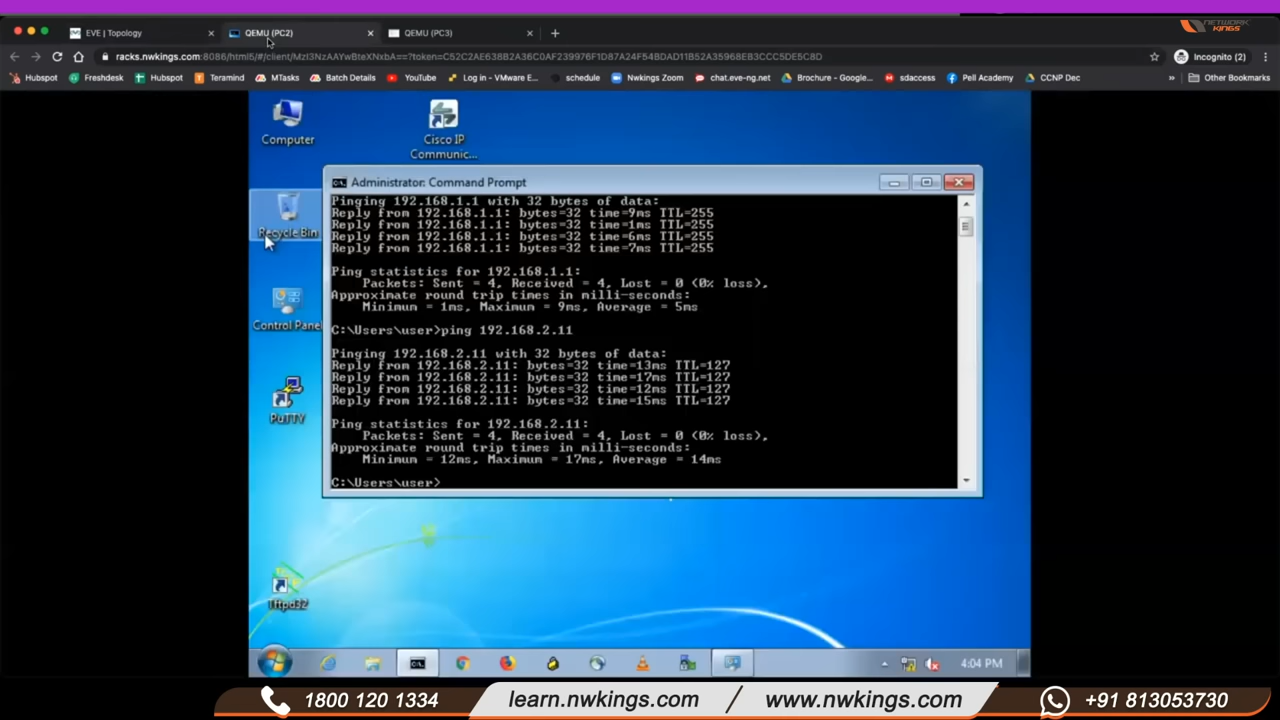 EVE | Topology
QEMU (PC2)
QEMU (PC3)
NETWORK
KINGS
racks.nwkings.com:8086/html5/#/client/MzI3NzAAYwBteXNxbA==?token=C52C2AE638B2A36C0AF239976F1D87A24DAD11B52A35968EB3CCC5DE5C8D
Incognito (2)
Hubspot
Freshdesk
Hubspot
Teramind
MTasks
Batch Details
YouTube
Log in - VMware E...
schedule
Nwkings Zoom
chat.eve-ng.net
Brochure - Google...
sdaccess
Pell Academy
CCNP Dec
»
Other Bookmarks
Computer
Cisco IP
Communic...
Recycle Bin
Control Panel
PuTTY
Tftpd32
Administrator: Command Prompt
Pinging 192.168.1.1 with 32 bytes of data:
Reply from 192.168.1.1: bytes=32 time=9ms TTL=255
Reply from 192.168.1.1: bytes=32 time=1ms TTL=255
Reply from 192.168.1.1: bytes=32 time=6ms TTL=255
Reply from 192.168.1.1: bytes=32 time=7ms TTL=255
Ping statistics for 192.168.1.1:
Packets: Sent = 4, Received = 4, Lost = 0 (0% loss),
Approximate round trip times in milli-seconds:
Minimum = 1ms, Maximum = 9ms, Average = 5ms
C:\Users\user>ping 192.168.2.11
Pinging 192.168.2.11 with 32 bytes of data:
Reply from 192.168.2.11: bytes=32 time=13ms TTL=127
Reply from 192.168.2.11: bytes=32 time=17ms TTL=127
Reply from 192.168.2.11: bytes=32 time=12ms TTL=127
Reply from 192.168.2.11: bytes=32 time=15ms TTL=127
Ping statistics for 192.168.2.11:
Packets: Sent = 4, Received = 4, Lost = 0 (0% loss),
Approximate round trip times in milli-seconds:
Minimum = 12ms, Maximum = 17ms, Average = 14ms
C:\Users\user>
4:04 PM
1800 120 1334
learn.nwkings.com
/
www.nwkings.com
+91 813053730